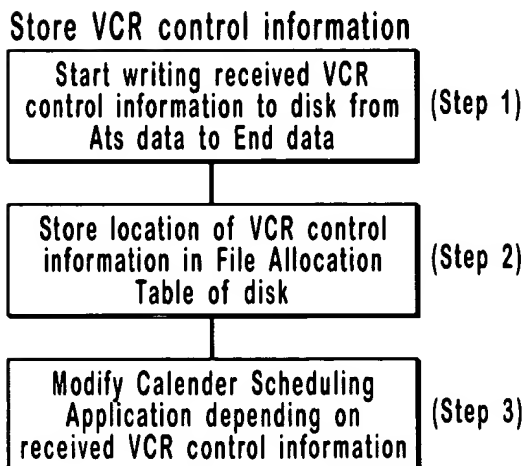 Store VCR control information
Start writing received VCR
control information to disk from
Ats data to End data
(Step 1)
Store location of VCR control
information in File Allocation
Table of disk
(Step 2)
Modify Calender Scheduling
Application depending on
received VCR control information
(Step 3)